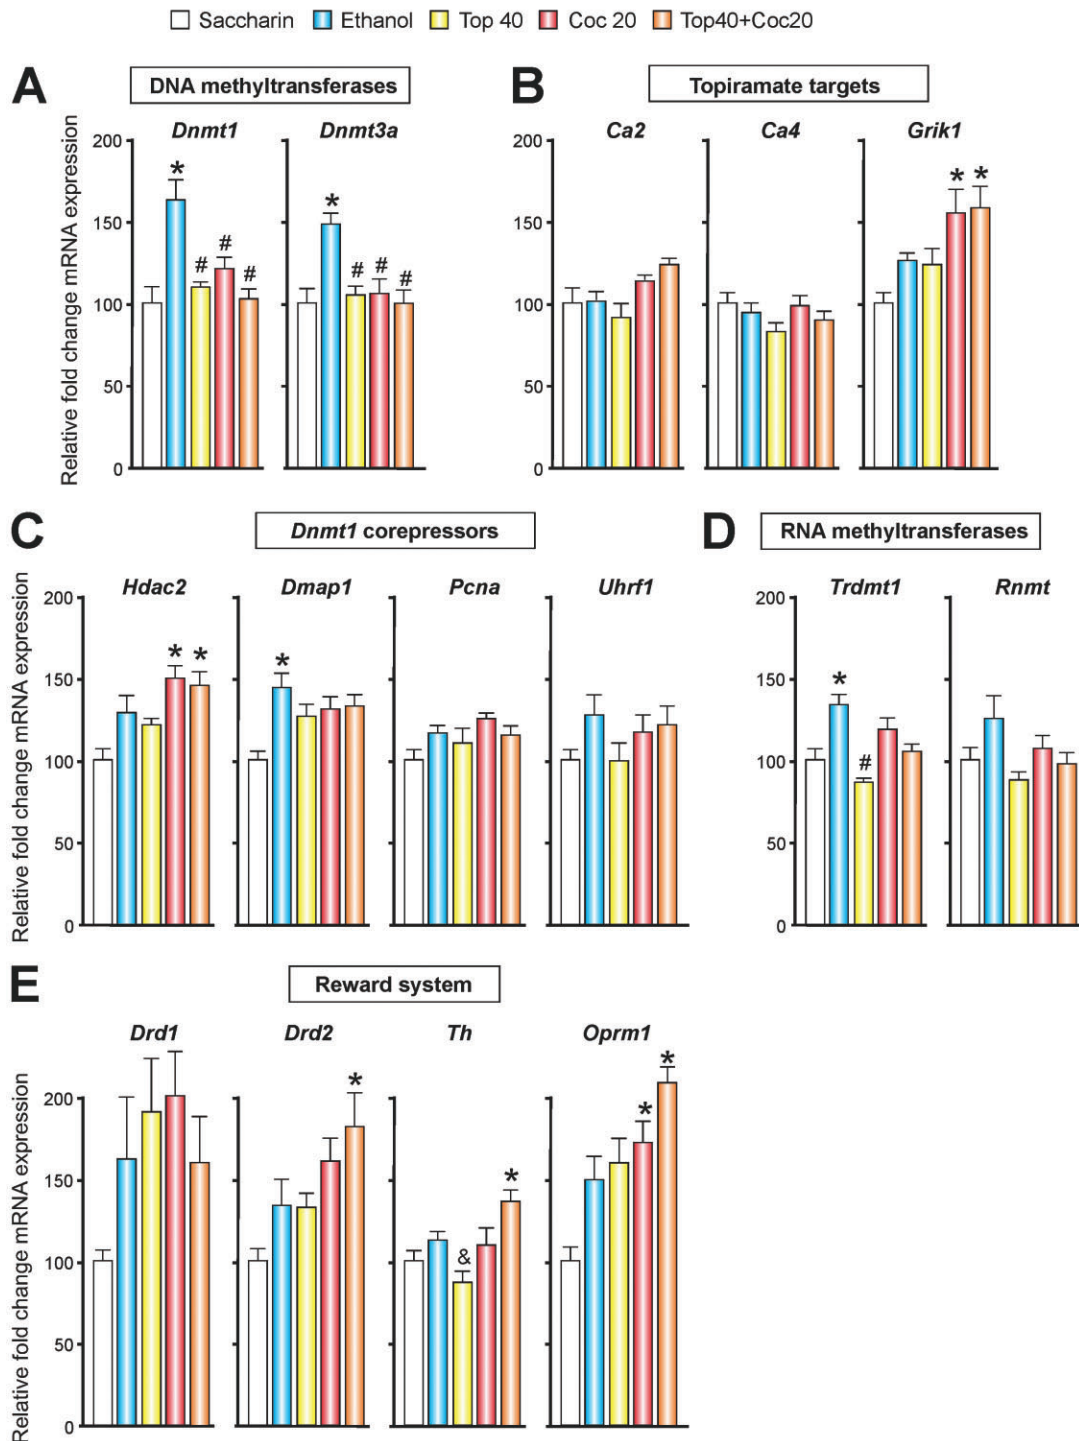 Saccharin Ethanol Top 40 Coc 20 Top40+Coc20
A DNA methyltransferases
Dnmt1 Dnmt3a
Relative fold change mRNA expression
200
150
100
50
0
* # # #
* # # #
B Topiramate targets
Ca2 Ca4 Grik1
200
150
100
50
0
* *
C Dnmt1 corepressors
Hdac2 Dmap1 Pcna Uhrf1
Relative fold change mRNA expression
200
150
100
50
0
* *
*
D RNA methyltransferases
Trdmt1 Rnmt
200
150
100
50
0
* #
E Reward system
Drd1 Drd2 Th Oprm1
Relative fold change mRNA expression
200
150
100
50
0
*
& *
* *